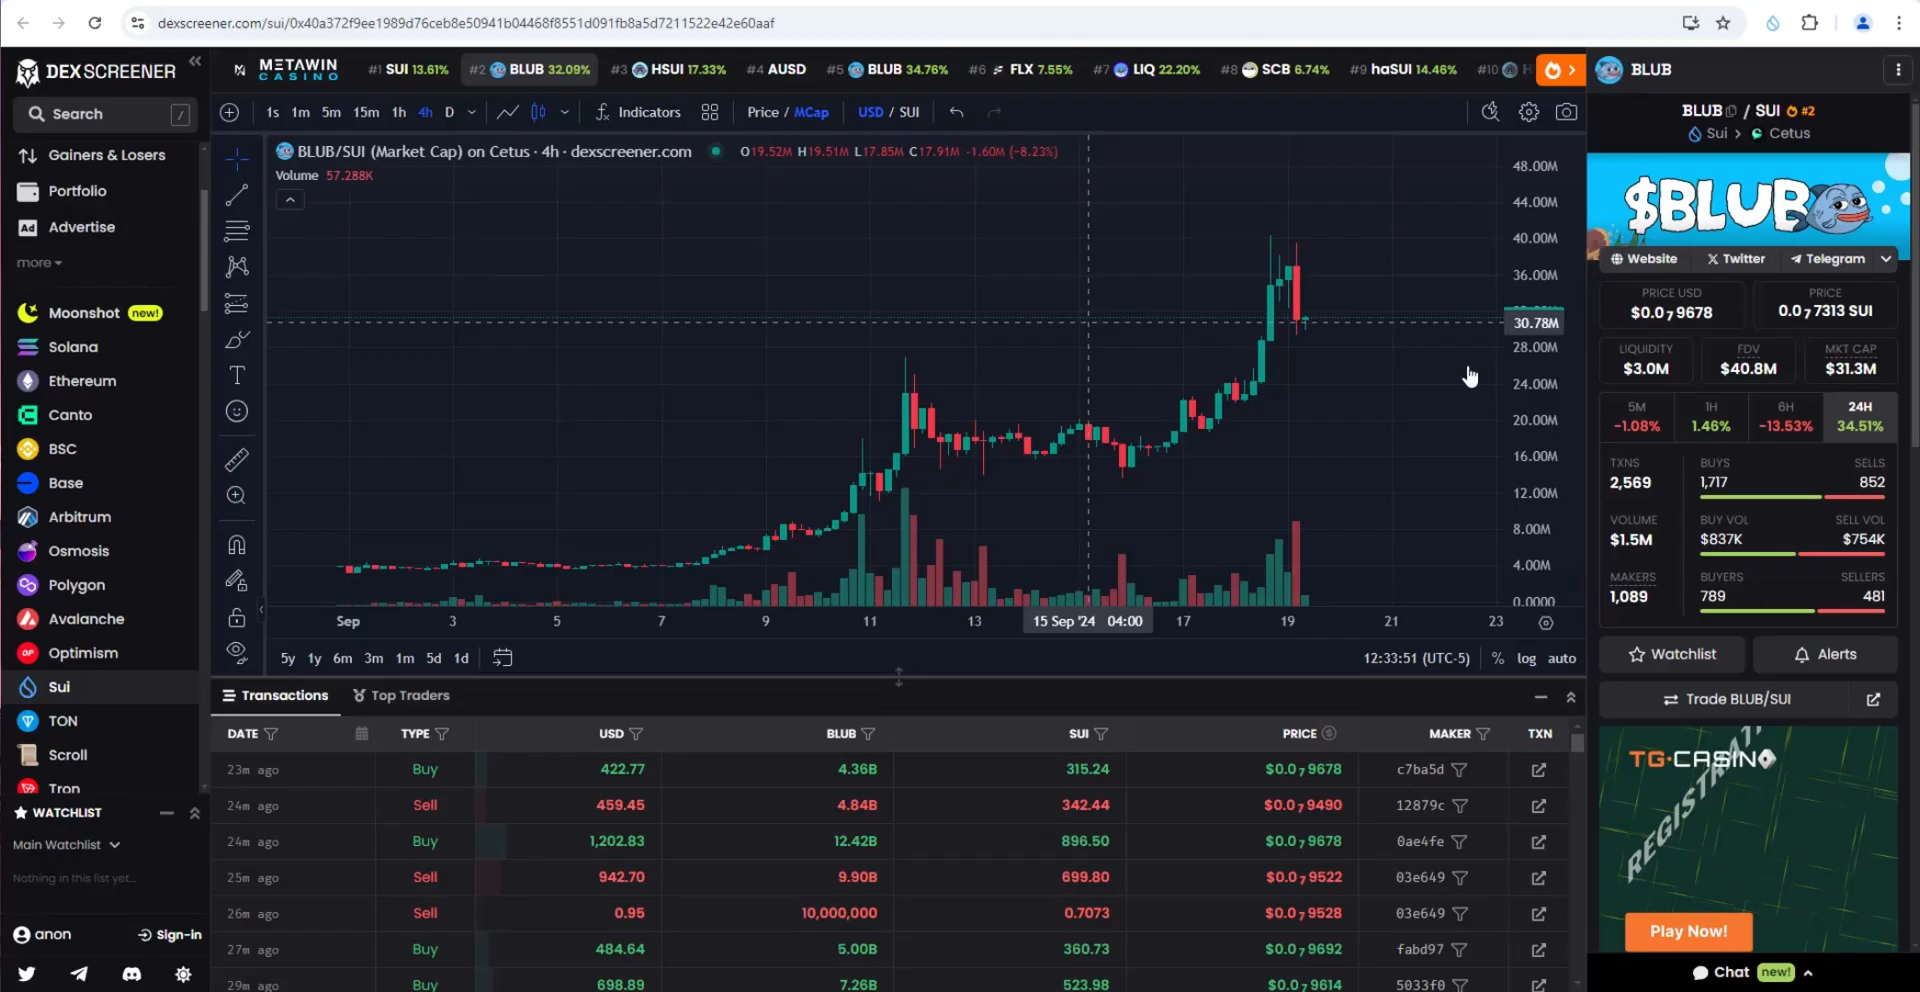 dexscreener.com/sui/0x40a372f9ee1989d76ceb8e50941b04468f8551d091fb8a5d7211522e42e60aaf
DEX SCREENER
Search /
Gainers & Losers
Portfolio
Ad Advertise
more
Moonshot new!
Solana
Ethereum
Canto
BSC
Base
Arbitrum
Osmosis
Polygon
Avalanche
OP Optimism
Sui
TON
Scroll
Tron
WATCHLIST
Main Watchlist
Nothing in this list yet...
anon Sign-in
METAWIN
CASINO
#1 SUI 13.61% #2 BLUB 32.09% #3 HSUI 17.33% #4 AUSD #5 BLUB 34.76% #6 FLX 7.55% #7 LIQ 22.20% #8 SCB 6.74% #9 haSUI 14.46% #10
1s 1m 5m 15m 1h 4h D Indicators Price / MCap USD / SUI
BLUB/SUI (Market Cap) on Cetus · 4h · dexscreener.com O19.52M H19.51M L17.85M C17.91M -1.60M (-8.23%)
Volume 57.288K
48.00M
44.00M
40.00M
36.00M
30.78M
28.00M
24.00M
20.00M
16.00M
12.00M
8.00M
4.00M
0.0000
Sep 3 5 7 9 11 13 15 Sep '24 04:00 17 19 21 23
5y 1y 6m 3m 1m 5d 1d 12:33:51 (UTC-5) % log auto
Transactions Top Traders
DATE TYPE USD BLUB SUI PRICE MAKER TXN
23m ago Buy 422.77 4.36B 315.24 $0.0₇9678 c7ba5d
24m ago Sell 459.45 4.84B 342.44 $0.0₇9490 12879c
24m ago Buy 1,202.83 12.42B 896.50 $0.0₇9678 0ae4fe
25m ago Sell 942.70 9.90B 699.80 $0.0₇9522 03e649
26m ago Sell 0.95 10,000,000 0.7073 $0.0₇9528 03e649
27m ago Buy 484.64 5.00B 360.73 $0.0₇9692 fabd97
29m ago Buy 698.89 7.26B 523.98 $0.0₇9614 5033f0
BLUB
BLUB / SUI #2
Sui > Cetus
$BLUB
Website Twitter Telegram
PRICE USD PRICE
$0.0₇9678 0.0₇7313 SUI
LIQUIDITY FDV MKT CAP
$3.0M $40.8M $31.3M
5M 1H 6H 24H
-1.08% 1.46% -13.53% 34.51%
TXNS BUYS SELLS
2,569 1,717 852
VOLUME BUY VOL SELL VOL
$1.5M $837K $754K
MAKERS BUYERS SELLERS
1,089 789 481
Watchlist Alerts
Trade BLUB/SUI
TG.CASINO
REGISTRATI
Play Now!
Chat new!